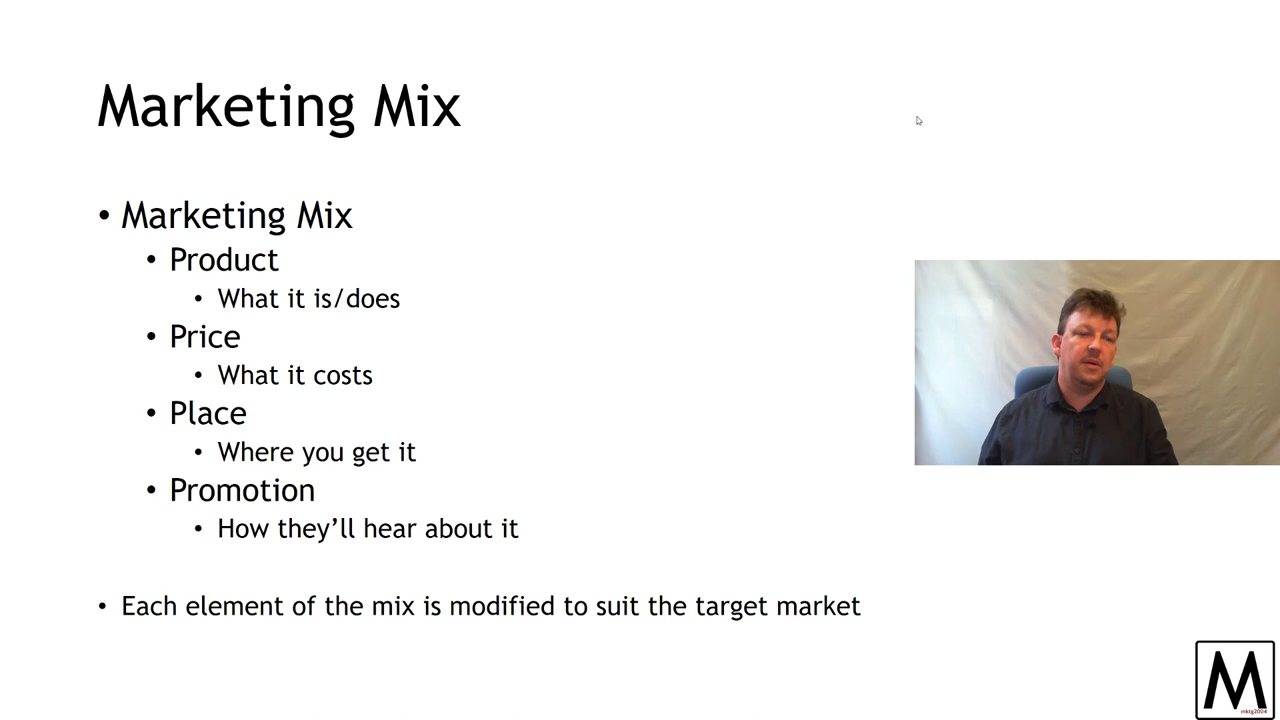 Marketing Mix
• Marketing Mix
• Product
• What it is/does
• Price
• What it costs
• Place
• Where you get it
• Promotion
• How they’ll hear about it
• Each element of the mix is modified to suit the target market
M
mktg2004